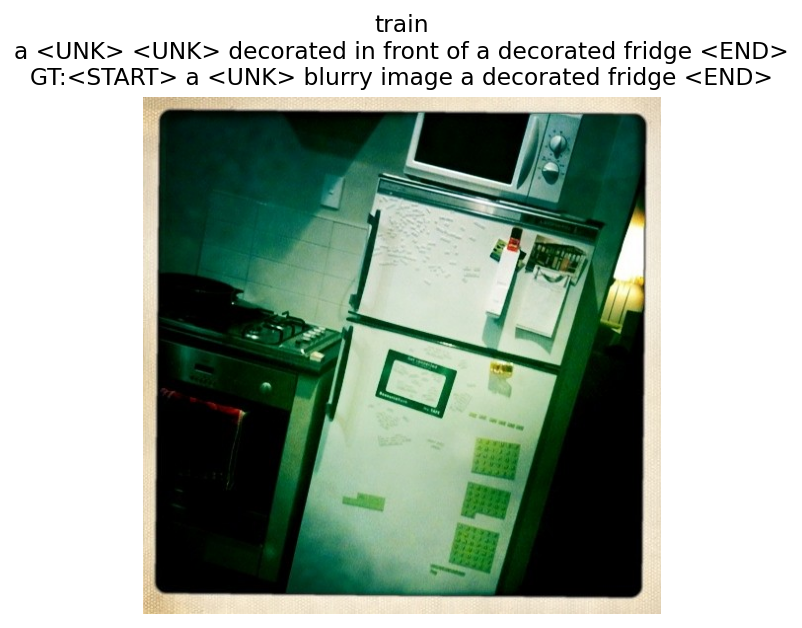 train
a <UNK> <UNK> decorated in front of a decorated fridge <END>
GT:<START> a <UNK> blurry image a decorated fridge <END>